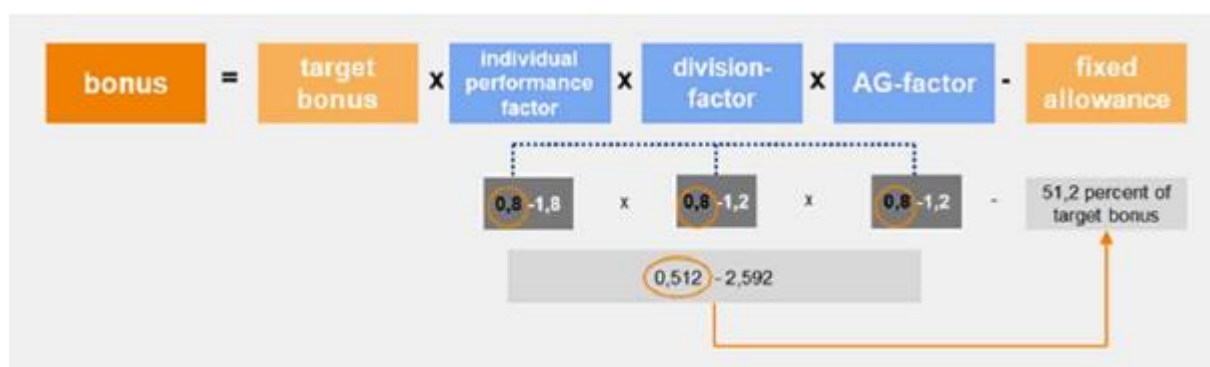 bonus = target bonus x individual performance factor x division-factor x AG-factor - fixed allowance
0,8 -1,8 x 0,8 -1,2 x 0,8 -1,2 - 51,2 percent of target bonus
0,512 - 2,592